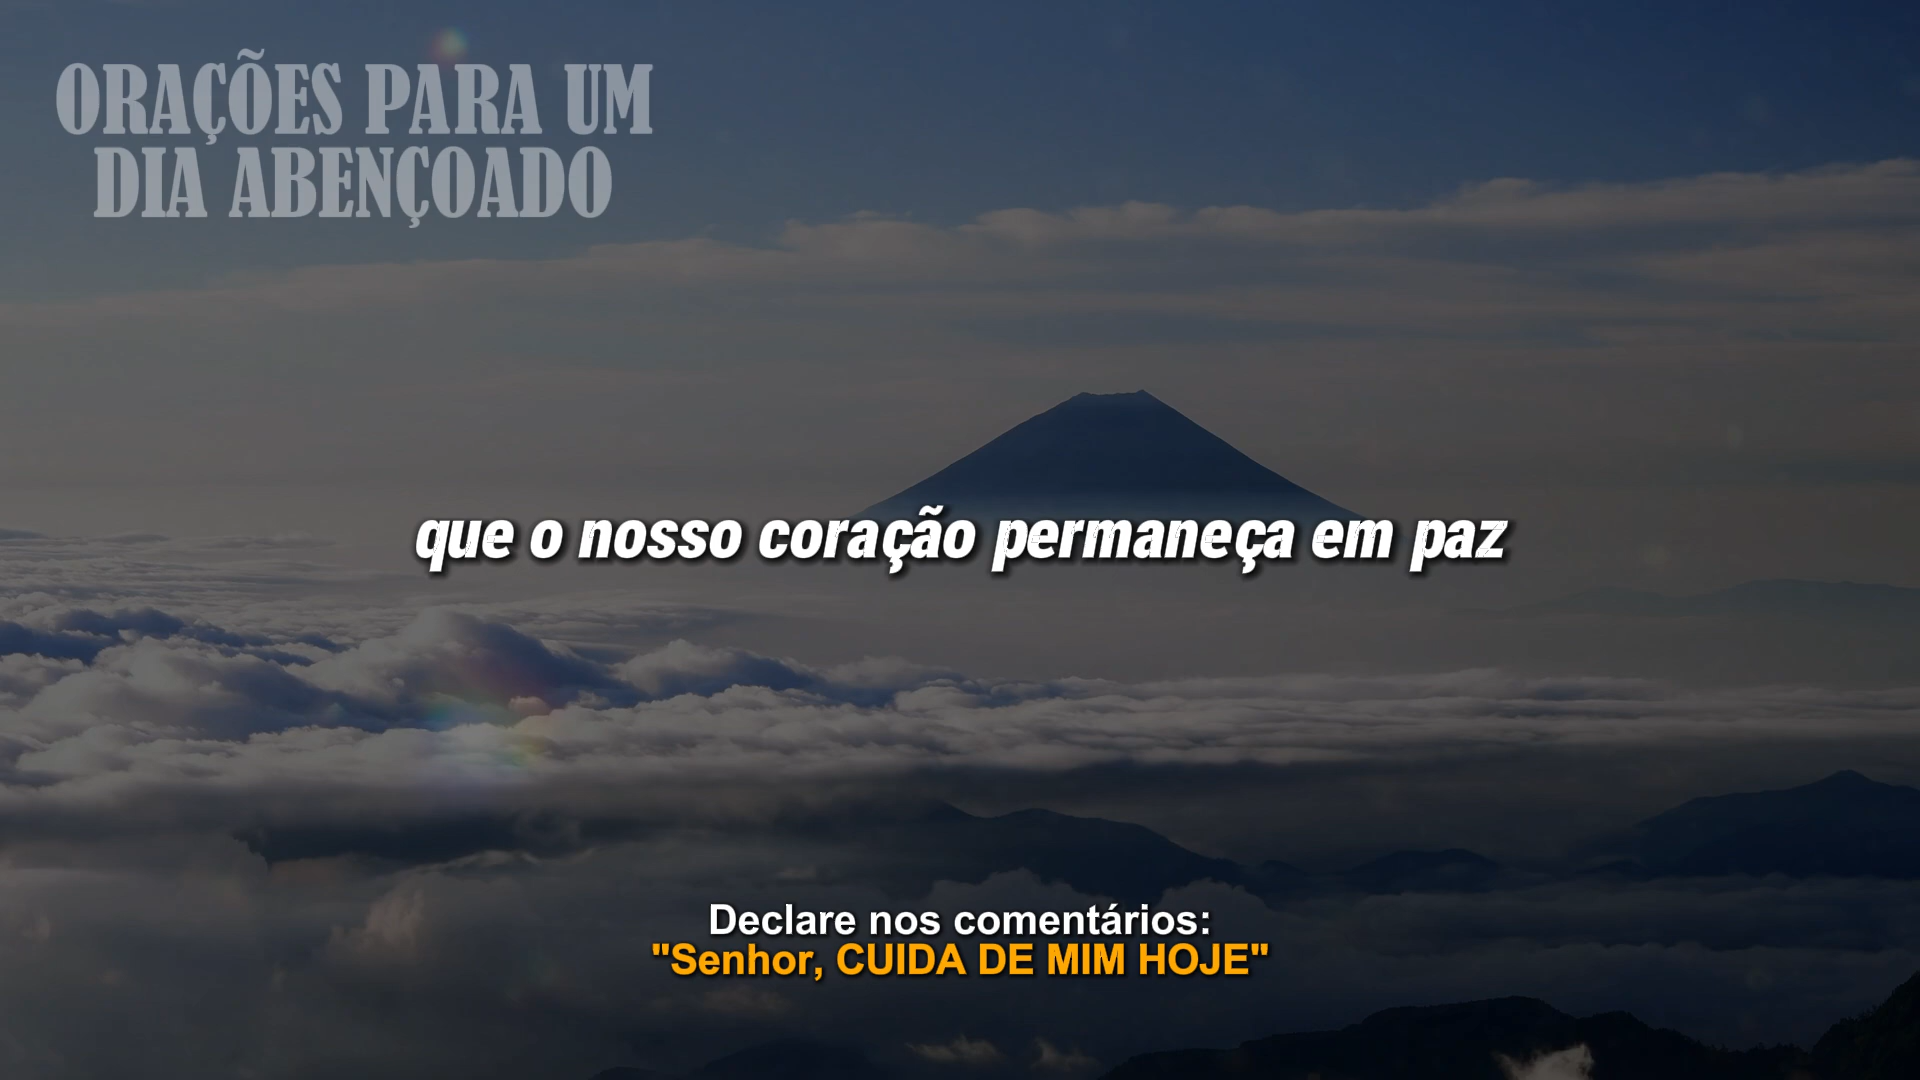 ORAÇÕES PARA UM
DIA ABENÇOADO
que o nosso coração permaneça em paz
Declare nos comentários:
"Senhor, CUIDA DE MIM HOJE"